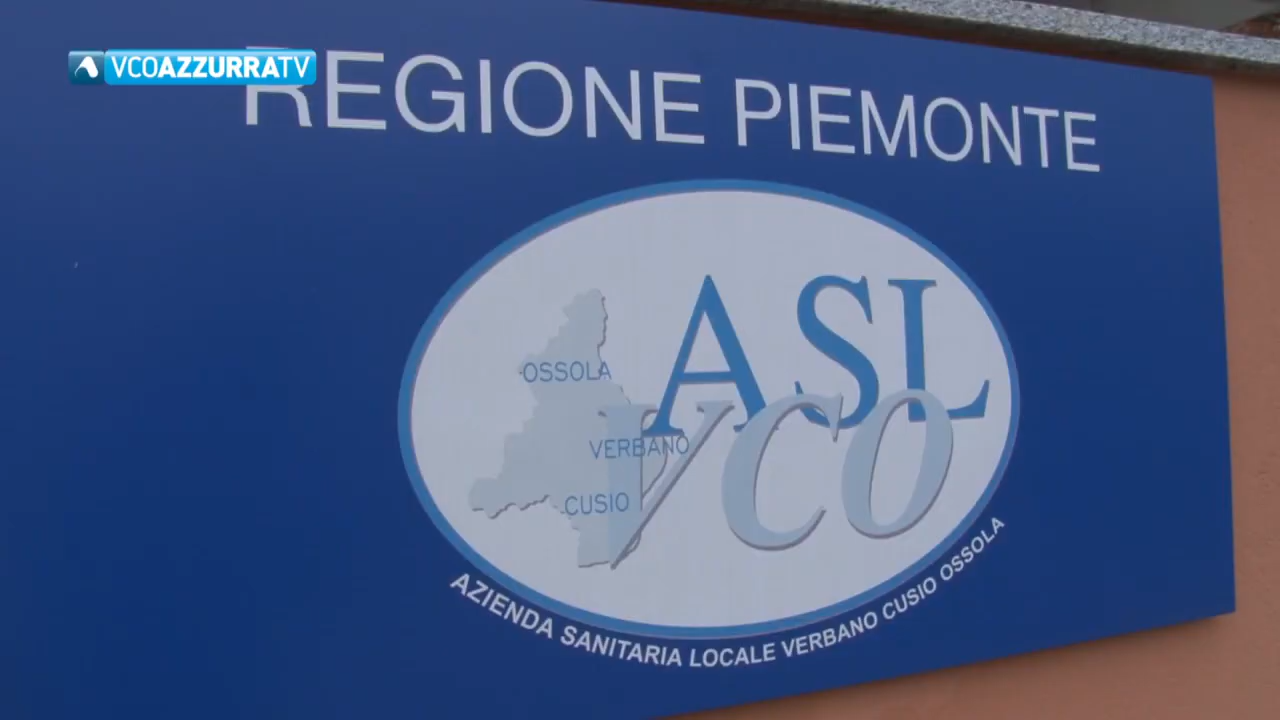 VCOAZZURRATV
REGIONE PIEMONTE
ASL
OSSOLA
VCO
VERBANO
CUSIO
AZIENDA SANITARIA LOCALE VERBANO CUSIO OSSOLA